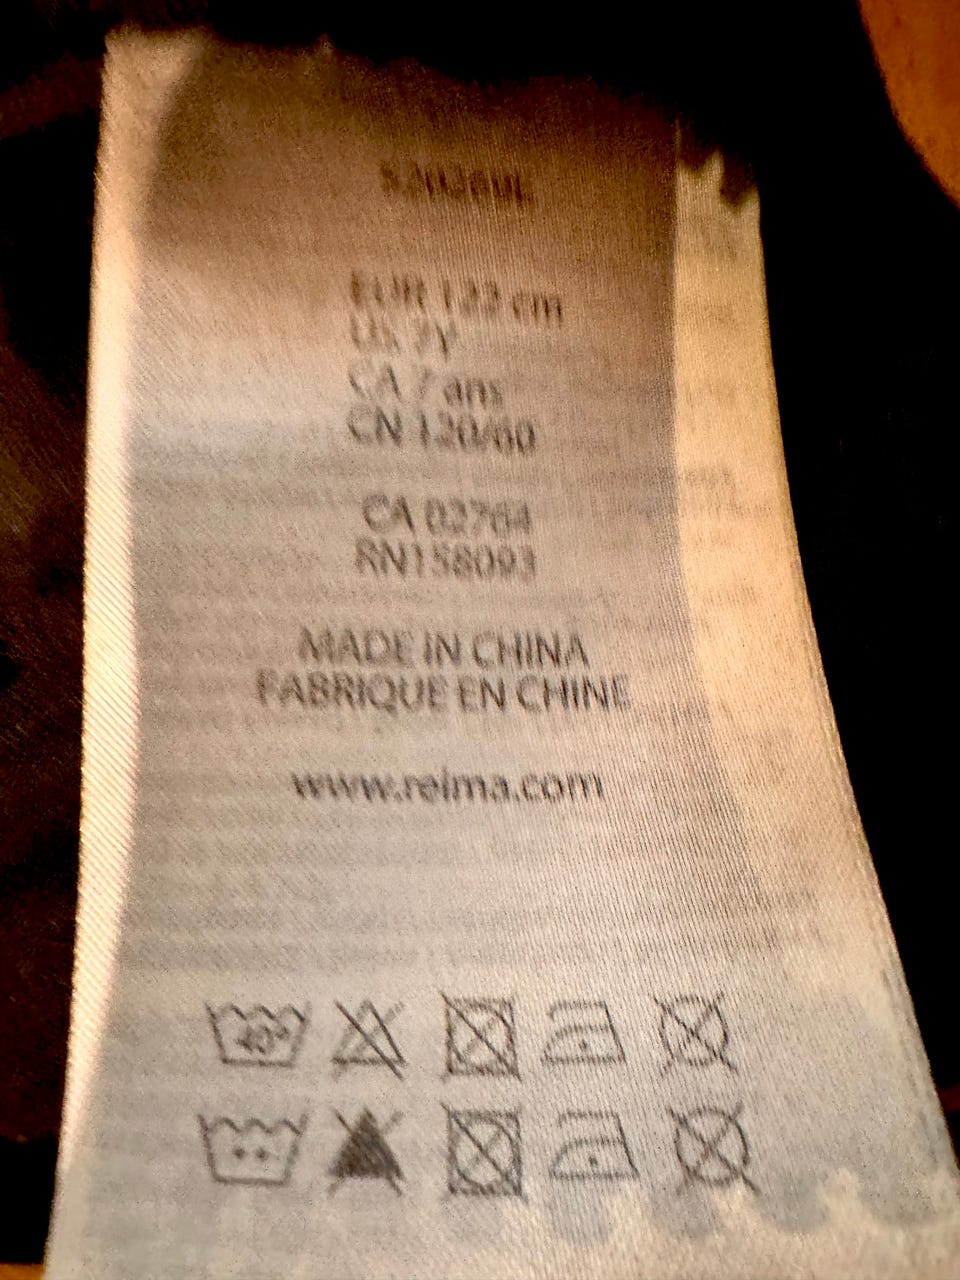 EUR 122 cm
US 7Y
CA 7 ans
CN 120/60
CA 02764
RN158093
MADE IN CHINA
FABRIQUE EN CHINE
www.reima.com
40°